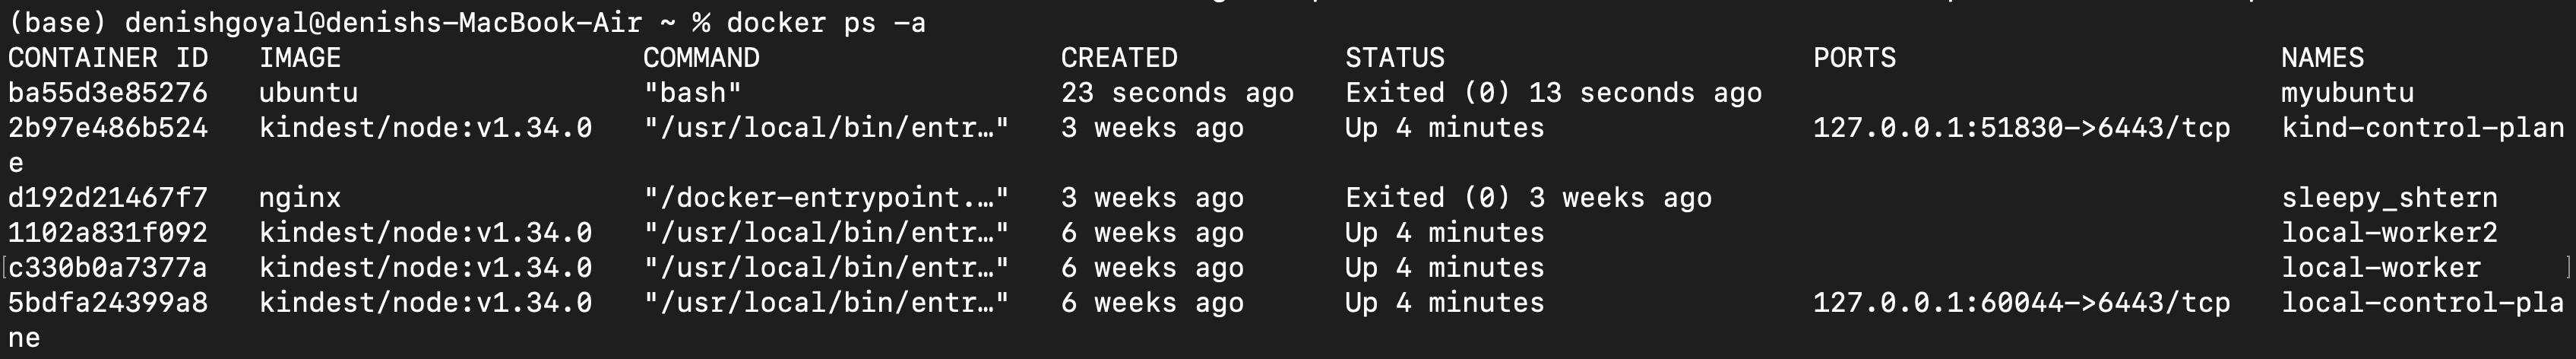 (base) denishgoyal@denishs-MacBook-Air ~ % docker ps -a
CONTAINER ID   IMAGE                  COMMAND                  CREATED          STATUS                      PORTS                       NAMES
ba55d3e85276   ubuntu                 "bash"                   23 seconds ago   Exited (0) 13 seconds ago                               myubuntu
2b97e486b524   kindest/node:v1.34.0   "/usr/local/bin/entr…"   3 weeks ago      Up 4 minutes                127.0.0.1:51830->6443/tcp   kind-control-plan
e
d192d21467f7   nginx                  "/docker-entrypoint.…"   3 weeks ago      Exited (0) 3 weeks ago                                  sleepy_shtern
1102a831f092   kindest/node:v1.34.0   "/usr/local/bin/entr…"   6 weeks ago      Up 4 minutes                                            local-worker2
[c330b0a7377a   kindest/node:v1.34.0   "/usr/local/bin/entr…"   6 weeks ago      Up 4 minutes                                            local-worker     ]
5bdfa24399a8   kindest/node:v1.34.0   "/usr/local/bin/entr…"   6 weeks ago      Up 4 minutes                127.0.0.1:60044->6443/tcp   local-control-pla
ne